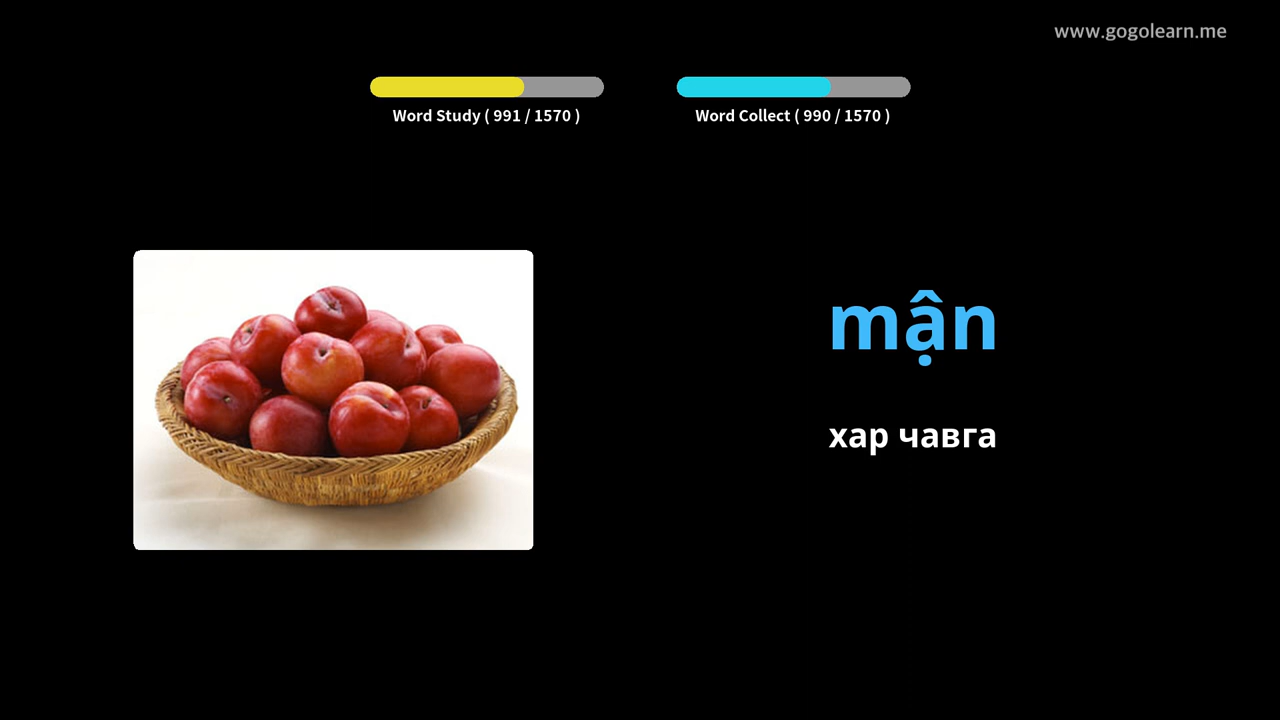 www.gogolearn.me
Word Study ( 991 / 1570 )
Word Collect ( 990 / 1570 )
mận
хар чавга